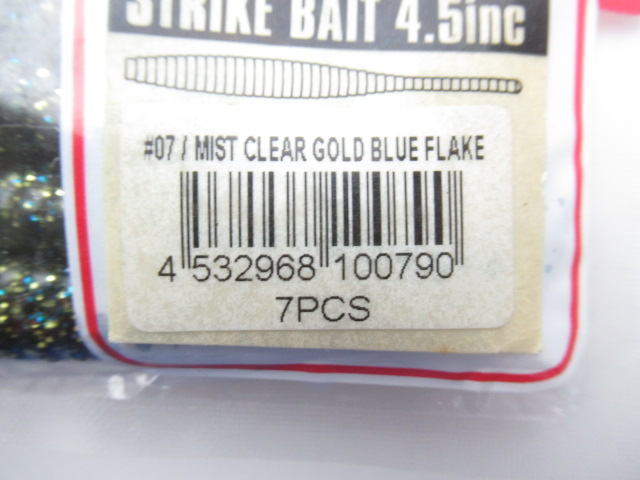 STRIKE BAIT 4.5inc
#07 / MIST CLEAR GOLD BLUE FLAKE
4 532968 100790
7PCS